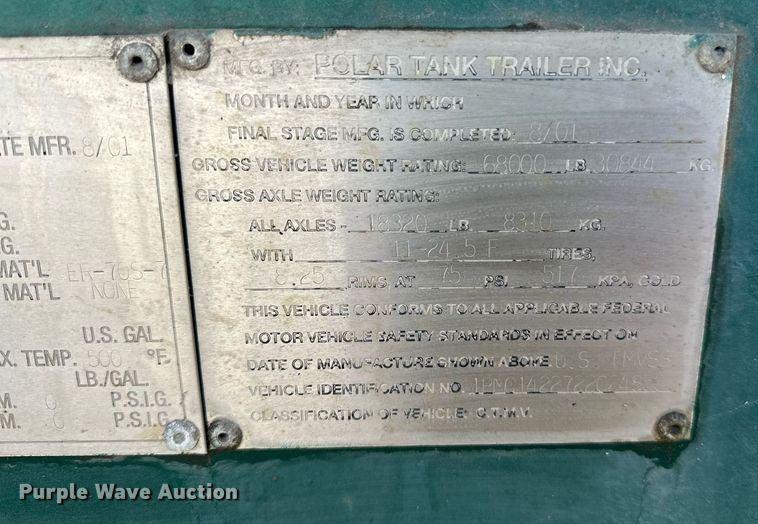 ATE MFR. 8/01
G.
G.
MAT'L ER-70S-7
MAT'L NONE
U.S. GAL.
X. TEMP. 500 °F.
LB./GAL.
M. P.S.I.G.
M. P.S.I.G.
MFG. BY: POLAR TANK TRAILER INC.
MONTH AND YEAR IN WHICH
FINAL STAGE MFG. IS COMPLETED: 8/01
GROSS VEHICLE WEIGHT RATING: 68000 LB 30844 KG.
GROSS AXLE WEIGHT RATING:
ALL AXLES - 18320 LB. 8310 KG.
WITH 11-24.5 F TIRES,
8.25 RIMS, AT 75 PSI 517 KPA, COLD
THIS VEHICLE CONFORMS TO ALL APPLICABLE FEDERAL
MOTOR VEHICLE SAFETY STANDARDS IN EFFECT ON
DATE OF MANUFACTURE SHOWN ABOVE U.S.
VEHICLE IDENTIFICATION NO.
CLASSIFICATION OF VEHICLE:
Purple Wave Auction